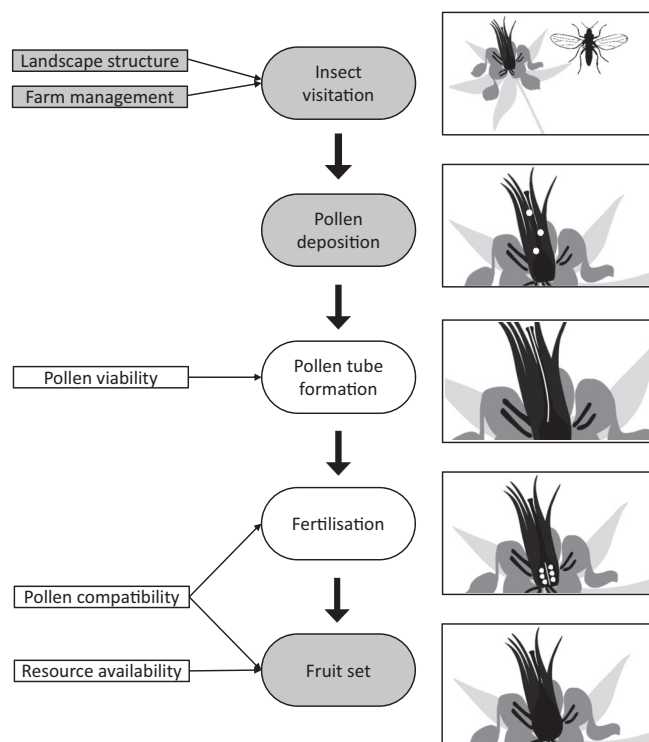 Landscape structure
Farm management
Insect
visitation
Pollen
deposition
Pollen viability
Pollen tube
formation
Fertilisation
Pollen compatibility
Resource availability
Fruit set